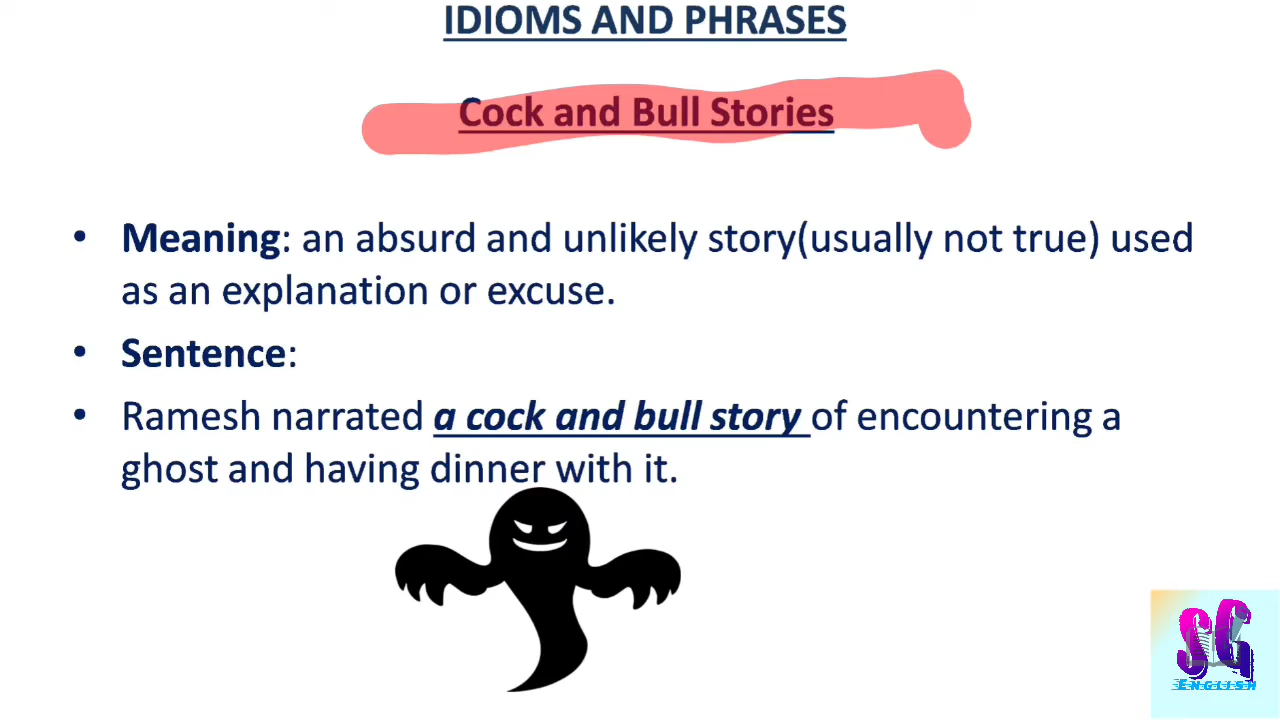 IDIOMS AND PHRASES
Cock and Bull Stories
• Meaning: an absurd and unlikely story(usually not true) used
as an explanation or excuse.
• Sentence:
• Ramesh narrated a cock and bull story of encountering a
ghost and having dinner with it.
SG
English